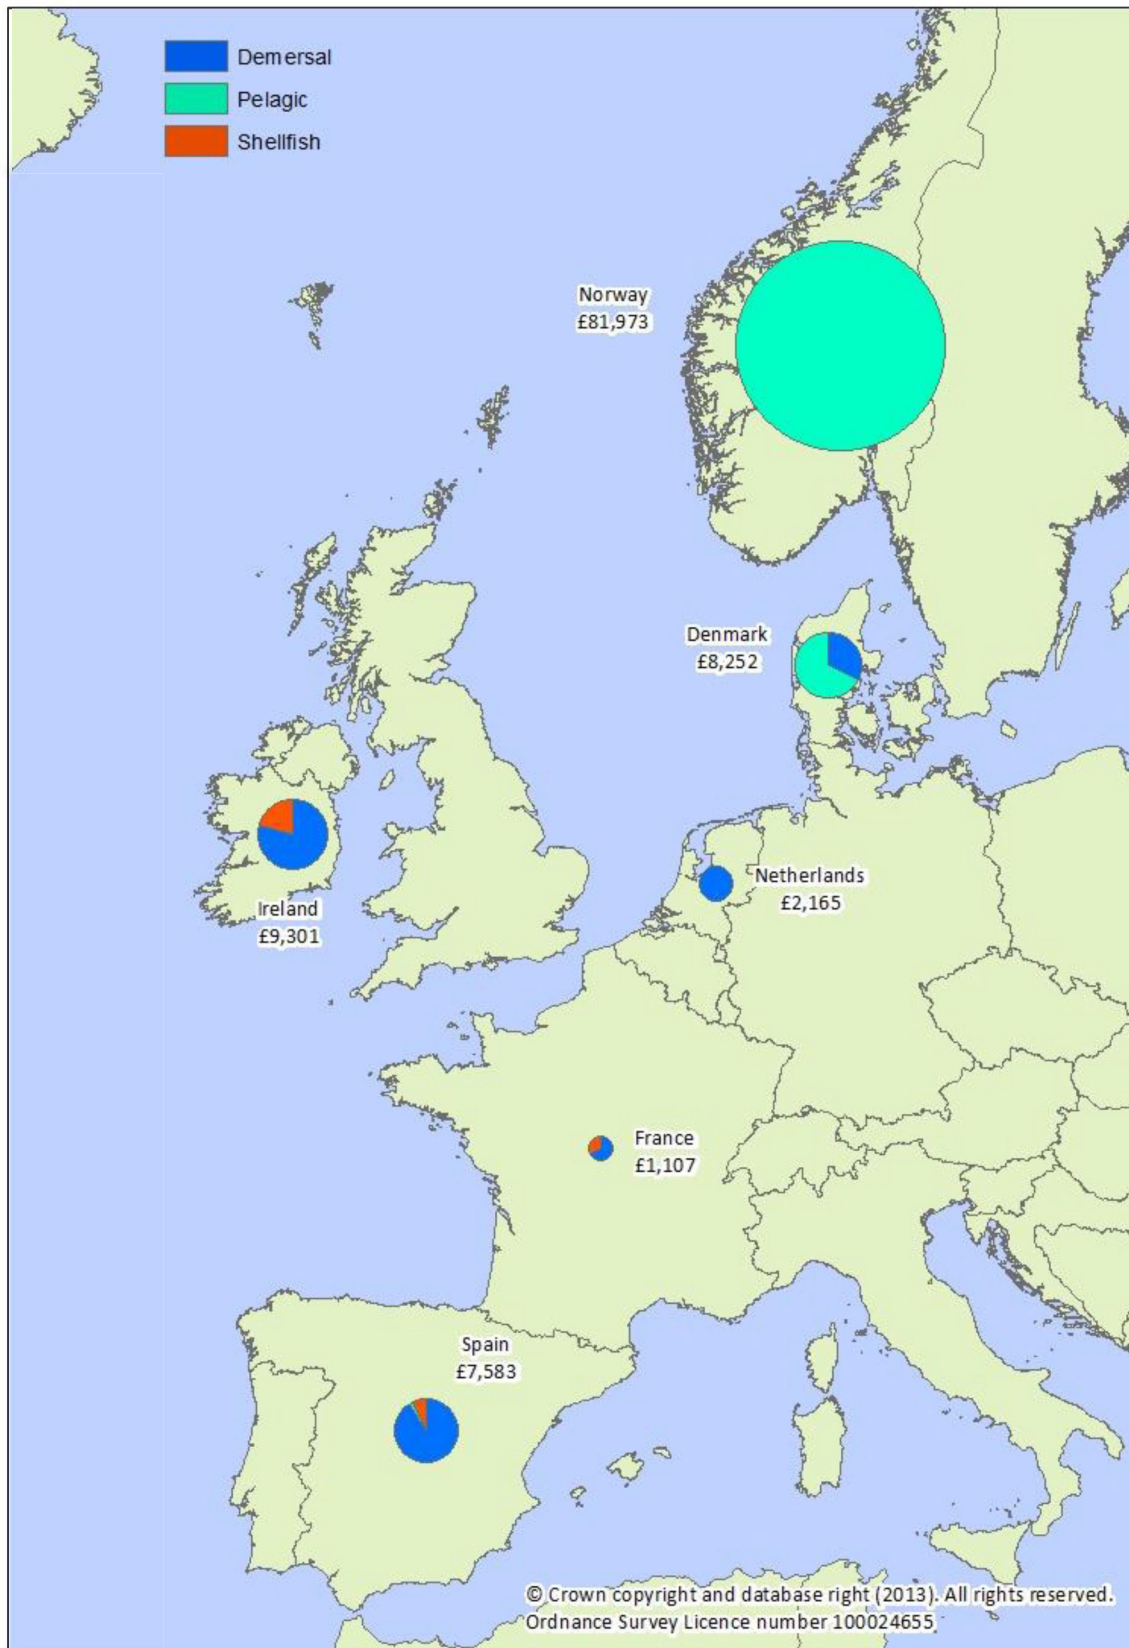 Demersal
Pelagic
Shellfish
Norway
£81,973
Denmark
£8,252
Ireland
£9,301
Netherlands
£2,165
France
£1,107
Spain
£7,583
© Crown copyright and database right (2013). All rights reserved.
Ordnance Survey Licence number 100024655.